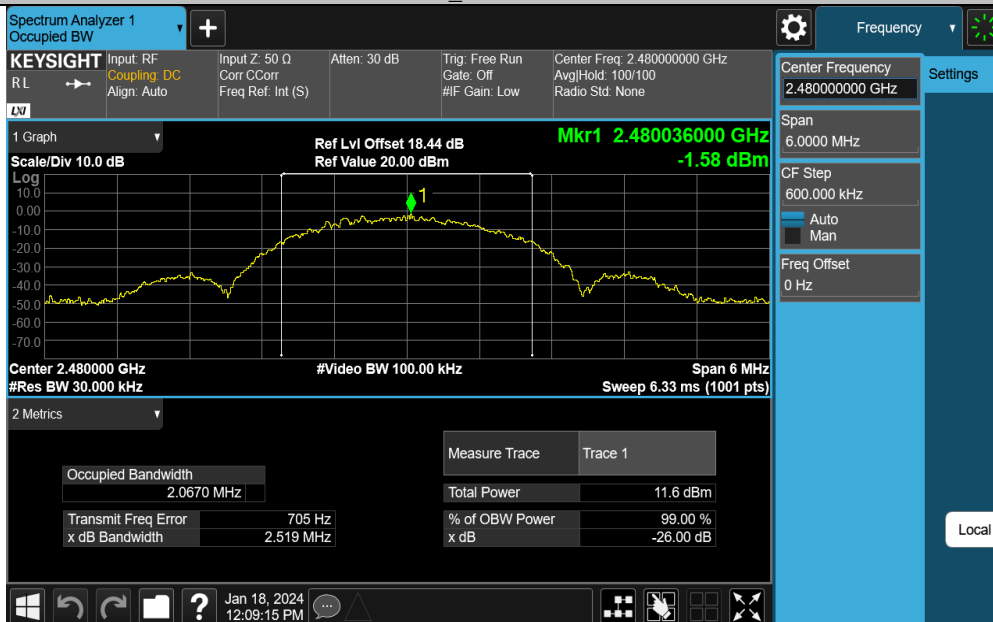 Spectrum Analyzer 1
Occupied BW
+
Frequency
KEYSIGHT
R L
LXI
Input: RF
Coupling: DC
Align: Auto
Input Z: 50 Ω
Corr CCorr
Freq Ref: Int (S)
Atten: 30 dB
Trig: Free Run
Gate: Off
#IF Gain: Low
Center Freq: 2.480000000 GHz
Avg|Hold: 100/100
Radio Std: None
1 Graph
Scale/Div 10.0 dB
Ref Lvl Offset 18.44 dB
Ref Value 20.00 dBm
Mkr1 2.480036000 GHz
-1.58 dBm
Log
10.0
0.00
-10.0
-20.0
-30.0
-40.0
-50.0
-60.0
-70.0
1
Center 2.480000 GHz
#Res BW 30.000 kHz
#Video BW 100.00 kHz
Span 6 MHz
Sweep 6.33 ms (1001 pts)
2 Metrics
Occupied Bandwidth
2.0670 MHz
Transmit Freq Error 705 Hz
x dB Bandwidth 2.519 MHz
Measure Trace Trace 1
Total Power 11.6 dBm
% of OBW Power 99.00 %
x dB -26.00 dB
Center Frequency
2.480000000 GHz
Span
6.0000 MHz
CF Step
600.000 kHz
Auto
Man
Freq Offset
0 Hz
Settings
Local
?
Jan 18, 2024
12:09:15 PM